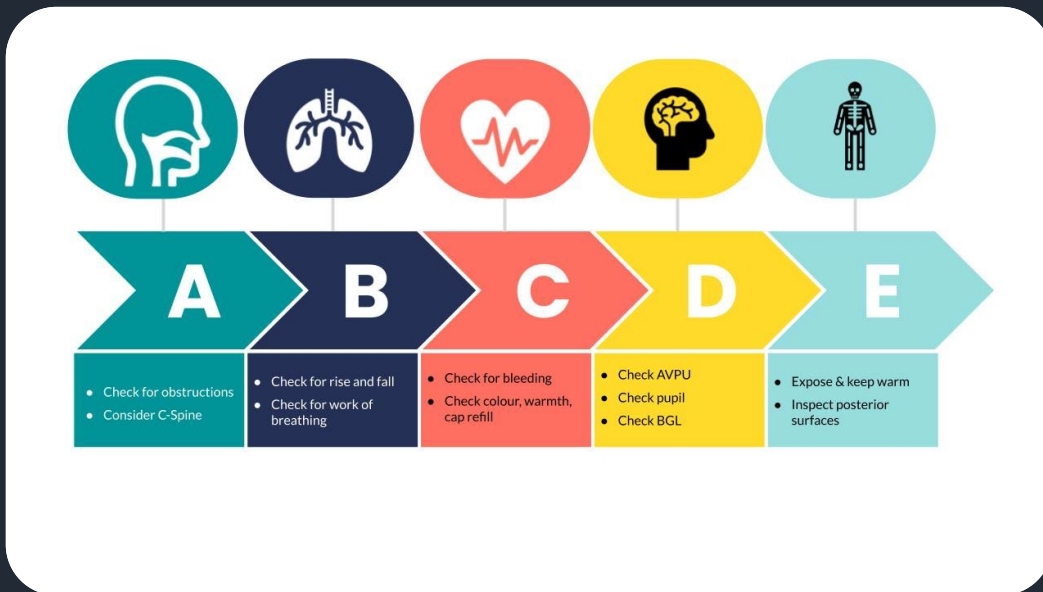 A
B
C
D
E
Check for obstructions
Consider C-Spine
Check for rise and fall
Check for work of
breathing
Check for bleeding
Check colour, warmth,
cap refill
Check AVPU
Check pupil
Check BGL
Expose & keep warm
Inspect posterior
surfaces